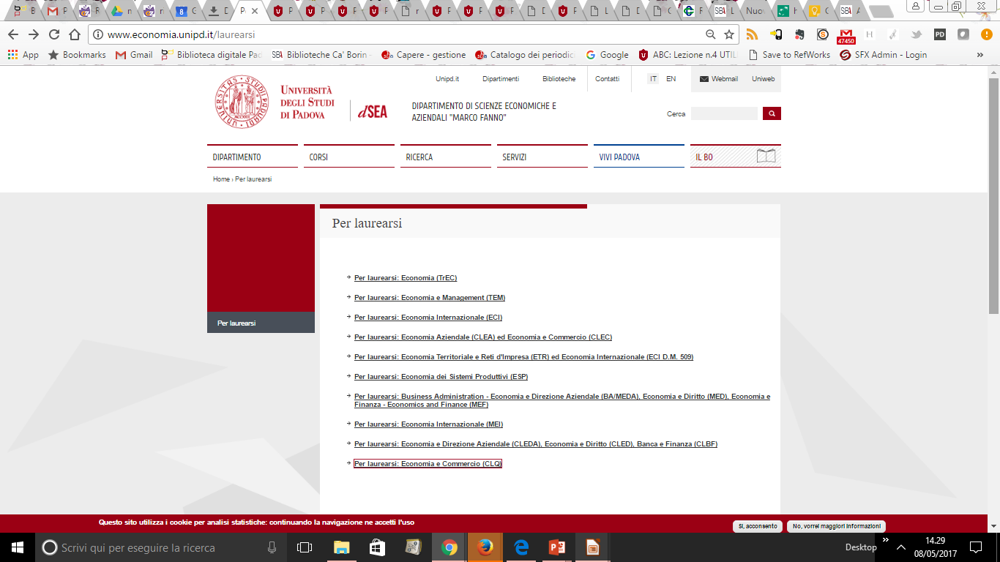 www.economia.unipd.it/laurearsi
47450
App Bookmarks Gmail Biblioteca digitale Pad Biblioteche Ca' Borin Capere - gestione Catalogo dei periodici Google ABC: Lezione n.4 UTIL Save to RefWorks SFX Admin - Login »
Unipd.it Dipartimenti Biblioteche Contatti IT EN Webmail Uniweb
UNIVERSITÀ
DEGLI STUDI
DI PADOVA
dSEA
DIPARTIMENTO DI SCIENZE ECONOMICHE E
AZIENDALI "MARCO FANNO"
Cerca
DIPARTIMENTO CORSI RICERCA SERVIZI VIVI PADOVA IL BO
Home › Per laurearsi
Per laurearsi
Per laurearsi
Per laurearsi: Economia (TrEC)
Per laurearsi: Economia e Management (TEM)
Per laurearsi: Economia Internazionale (ECI)
Per laurearsi: Economia Aziendale (CLEA) ed Economia e Commercio (CLEC)
Per laurearsi: Economia Territoriale e Reti d'Impresa (ETR) ed Economia Internazionale (ECI D.M. 509)
Per laurearsi: Economia dei Sistemi Produttivi (ESP)
Per laurearsi: Business Administration - Economia e Direzione Aziendale (BA/MEDA), Economia e Diritto (MED), Economia e
Finanza - Economics and Finance (MEF)
Per laurearsi: Economia Internazionale (MEI)
Per laurearsi: Economia e Direzione Aziendale (CLEDA), Economia e Diritto (CLED), Banca e Finanza (CLBF)
Per laurearsi: Economia e Commercio (CLQ)
Questo sito utilizza i cookie per analisi statistiche: continuando la navigazione ne accetti l'uso
Si, acconsento No, vorrei maggiori informazioni
Scrivi qui per eseguire la ricerca
Desktop »
14.29
08/05/2017